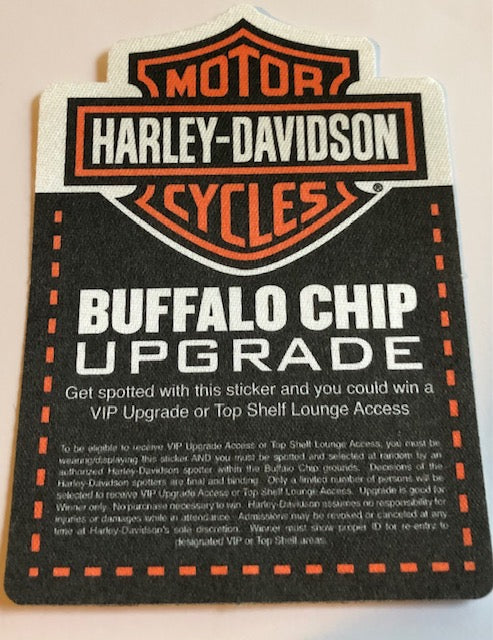 MOTOR
HARLEY-DAVIDSON
CYCLES
®
BUFFALO CHIP
UPGRADE
Get spotted with this sticker and you could win a
VIP Upgrade or Top Shelf Lounge Access
To be eligible to receive VIP Upgrade Access or Top Shelf Lounge Access, you must be
wearing/displaying this sticker AND you must be spotted and selected at random by an
authorized Harley-Davidson spotter within the Buffalo Chip grounds. Decisions of the
Harley-Davidson spotters are final and binding. Only a limited number of persons will be
selected to receive VIP Upgrade Access or Top Shelf Lounge Access. Upgrade is good for
Winner only. No purchase necessary to win. Harley-Davidson assumes no responsibility for
injuries or damages while in attendance. Admissions may be revoked or canceled at any
time at Harley-Davidson's sole discretion. Winner must show proper ID for re-entry to
designated VIP or Top Shelf areas.